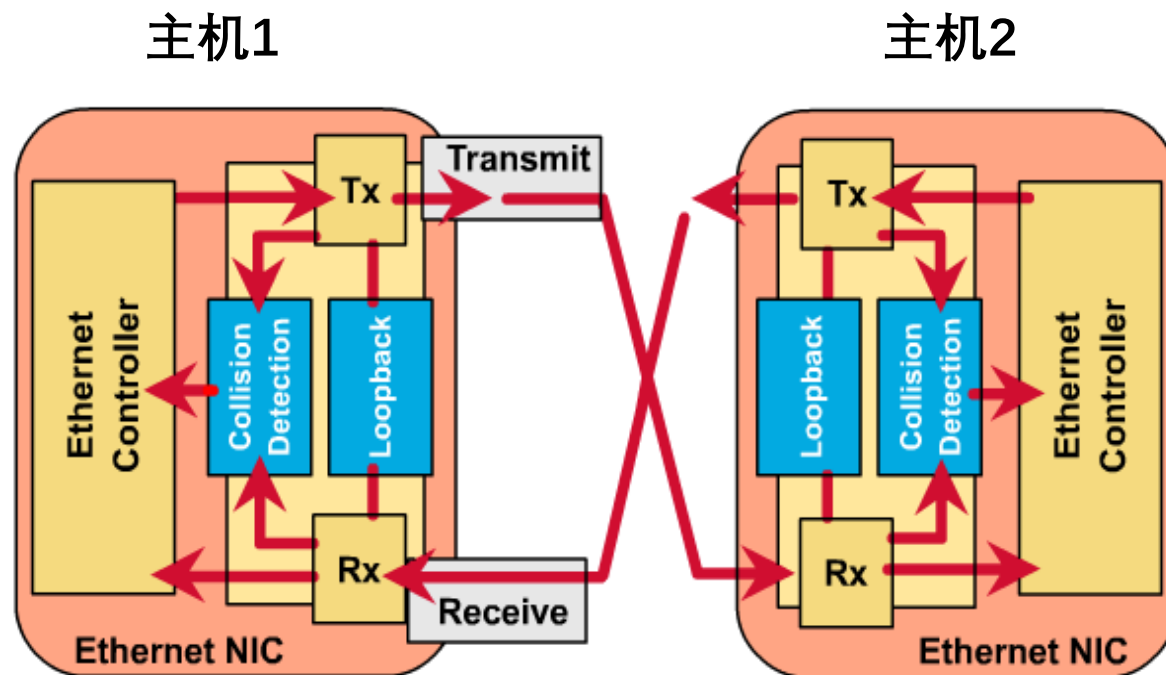 主机1
主机2
Transmit
Tx
Tx
Ethernet
Controller
Collision
Detection
Loopback
Loopback
Collision
Detection
Ethernet
Controller
Rx
Rx
Receive
Ethernet NIC
Ethernet NIC